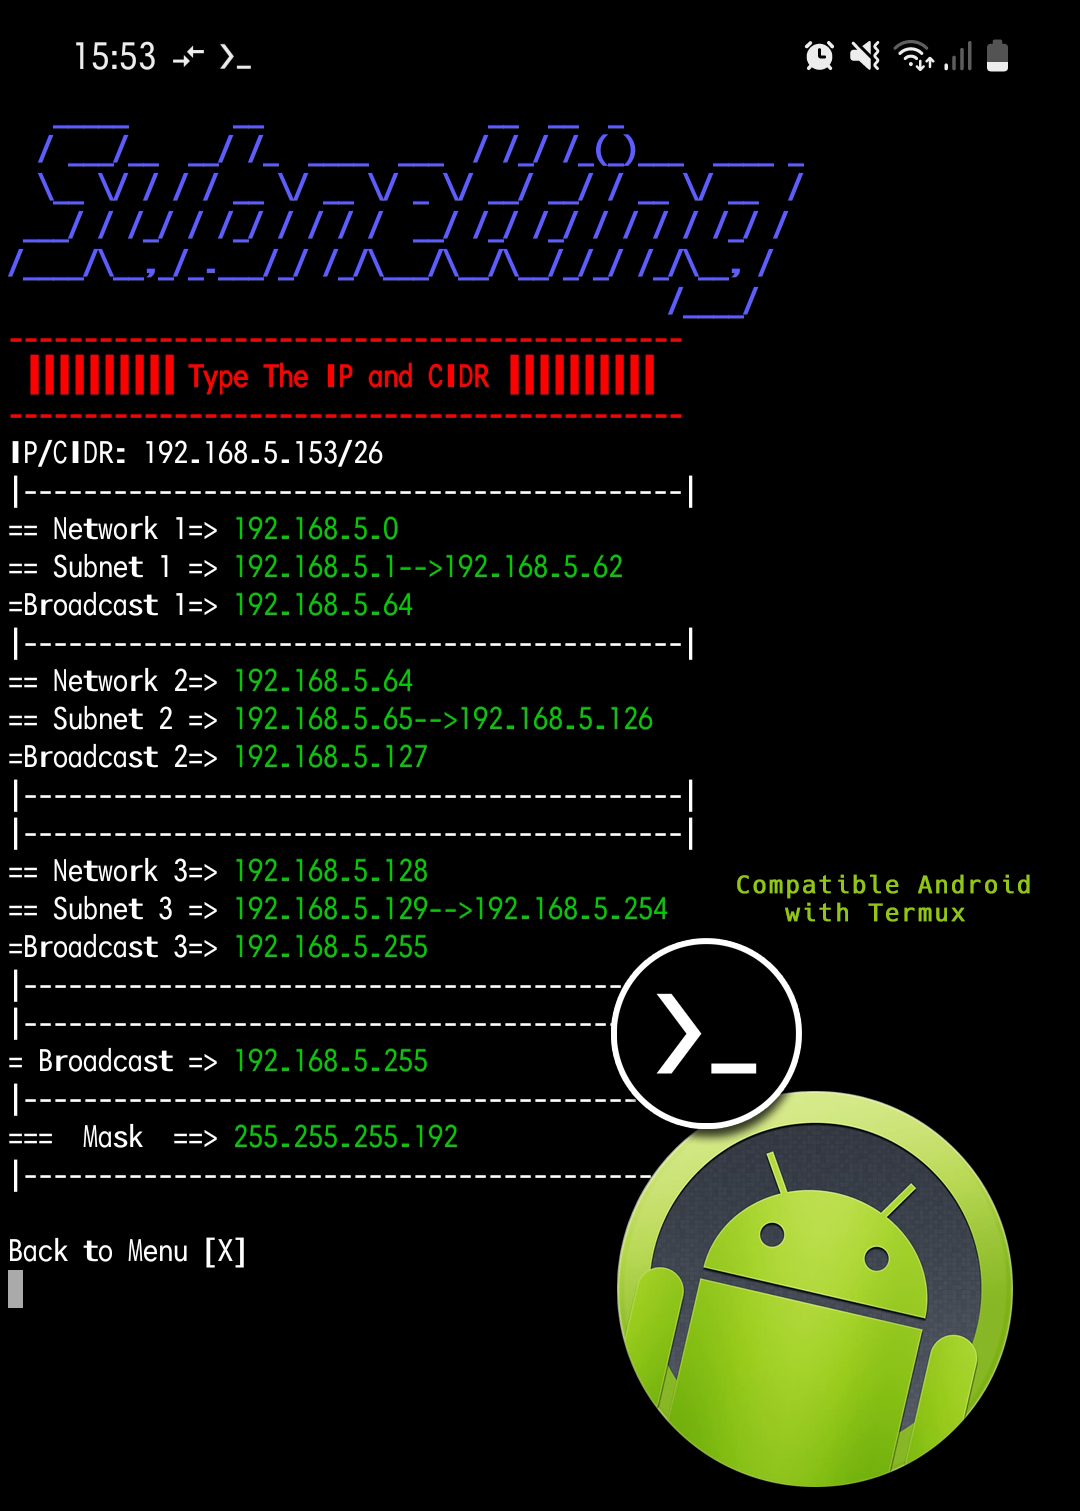 15:53
Subnetting
Type The IP and CIDR
IP/CIDR: 192.168.5.153/26
|--------------------------------------------|
== Network 1=> 192.168.5.0
== Subnet 1 => 192.168.5.1-->192.168.5.62
=Broadcast 1=> 192.168.5.64
|--------------------------------------------|
== Network 2=> 192.168.5.64
== Subnet 2 => 192.168.5.65-->192.168.5.126
=Broadcast 2=> 192.168.5.127
|--------------------------------------------|
|--------------------------------------------|
== Network 3=> 192.168.5.128
== Subnet 3 => 192.168.5.129-->192.168.5.254
=Broadcast 3=> 192.168.5.255
|----------------------------------------
|----------------------------------------
= Broadcast => 192.168.5.255
|----------------------------------------
===  Mask  ==> 255.255.255.192
|------------------------------------------
Compatible Android
with Termux
Back to Menu [X]